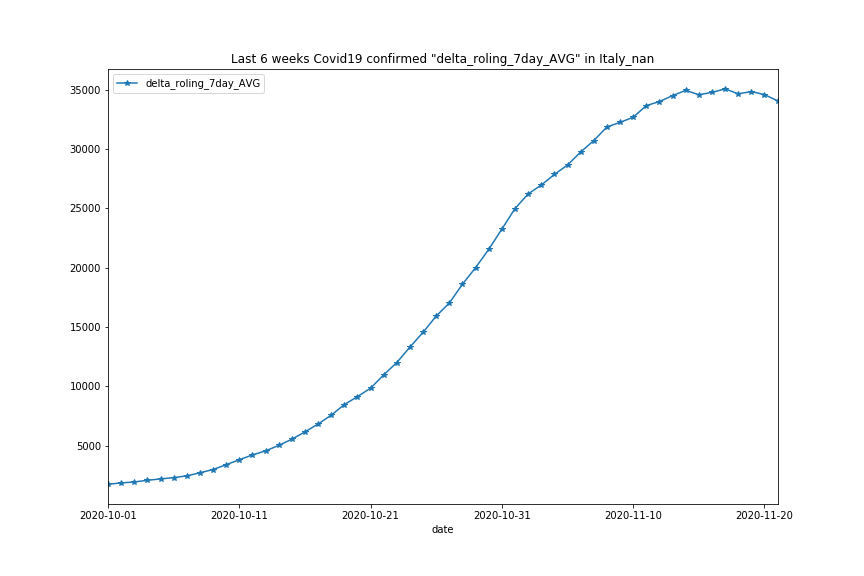 Last 6 weeks Covid19 confirmed "delta_roling_7day_AVG" in Italy_nan
delta_roling_7day_AVG
35000
30000
25000
20000
15000
10000
5000
2020-10-01 2020-10-11 2020-10-21 2020-10-31 2020-11-10 2020-11-20
date